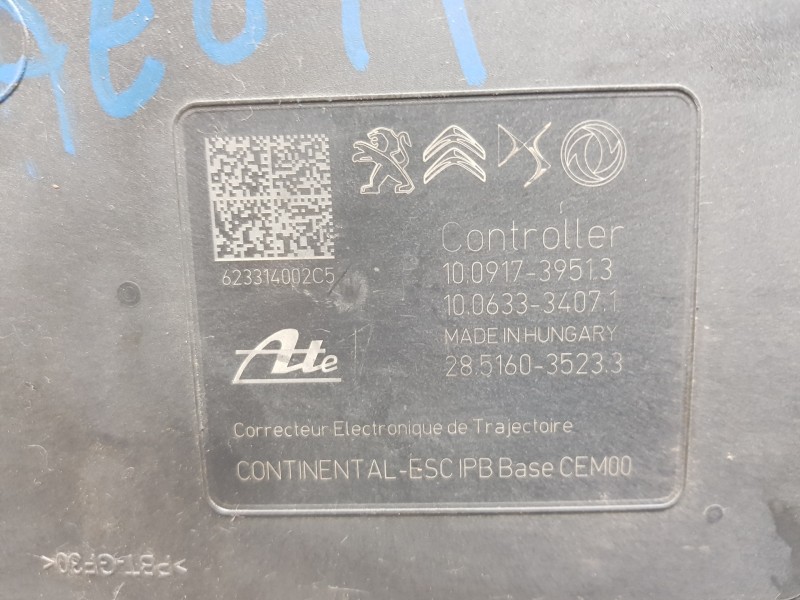 Controller
623314002C5
10.0917-3951.3
10.0633-3407.1
MADE IN HUNGARY
Ate
28.5160-3523.3
Correcteur Electronique de Trajectoire
CONTINENTAL-ESC IPB Base CEM00
>PBT-GF30<